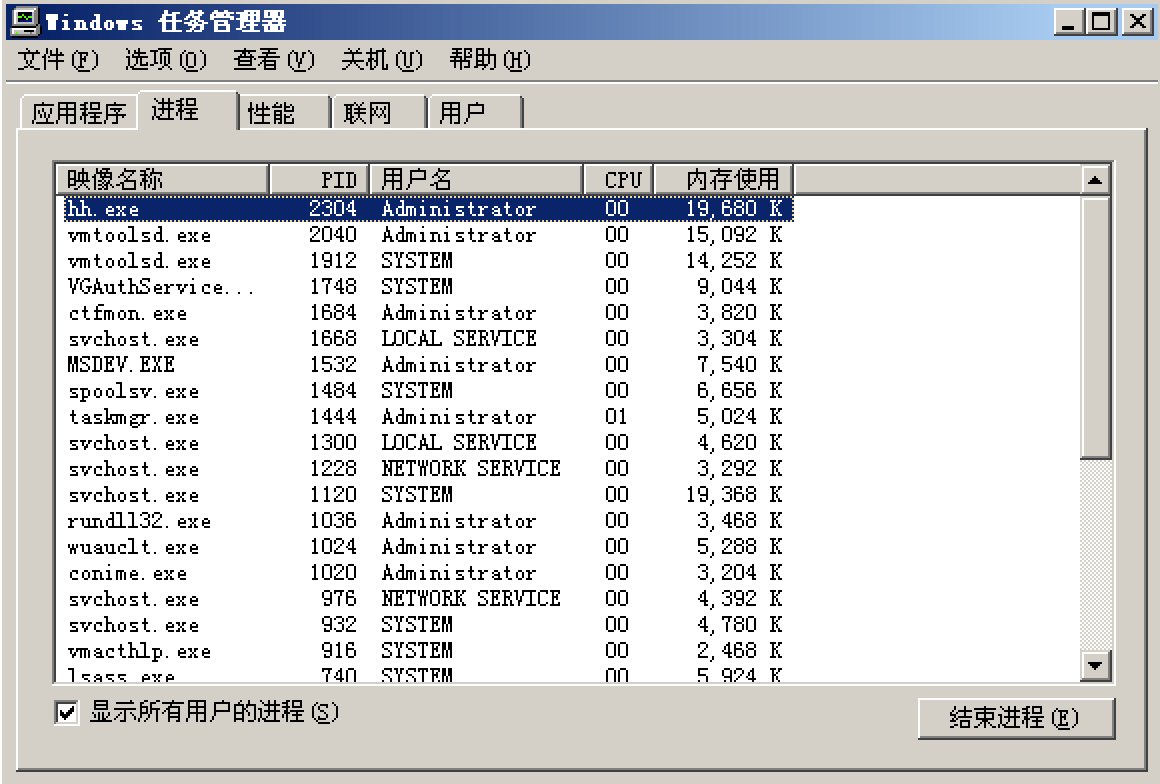 Windows 任务管理器
文件(F) 选项(O) 查看(V) 关机(U) 帮助(H)
应用程序 进程 性能 联网 用户
映像名称 PID 用户名 CPU 内存使用
hh.exe 2304 Administrator 00 19,680 K
vmtoolsd.exe 2040 Administrator 00 15,092 K
vmtoolsd.exe 1912 SYSTEM 00 14,252 K
VGAuthService... 1748 SYSTEM 00 9,044 K
ctfmon.exe 1684 Administrator 00 3,820 K
svchost.exe 1668 LOCAL SERVICE 00 3,304 K
MSDEV.EXE 1532 Administrator 00 7,540 K
spoolsv.exe 1484 SYSTEM 00 6,656 K
taskmgr.exe 1444 Administrator 01 5,024 K
svchost.exe 1300 LOCAL SERVICE 00 4,620 K
svchost.exe 1228 NETWORK SERVICE 00 3,292 K
svchost.exe 1120 SYSTEM 00 19,368 K
rundll32.exe 1036 Administrator 00 3,468 K
wuauclt.exe 1024 Administrator 00 5,288 K
conime.exe 1020 Administrator 00 3,204 K
svchost.exe 976 NETWORK SERVICE 00 4,392 K
svchost.exe 932 SYSTEM 00 4,780 K
vmacthlp.exe 916 SYSTEM 00 2,468 K
lsass.exe 740 SYSTEM 00 5,924 K
显示所有用户的进程(S) 结束进程(E)